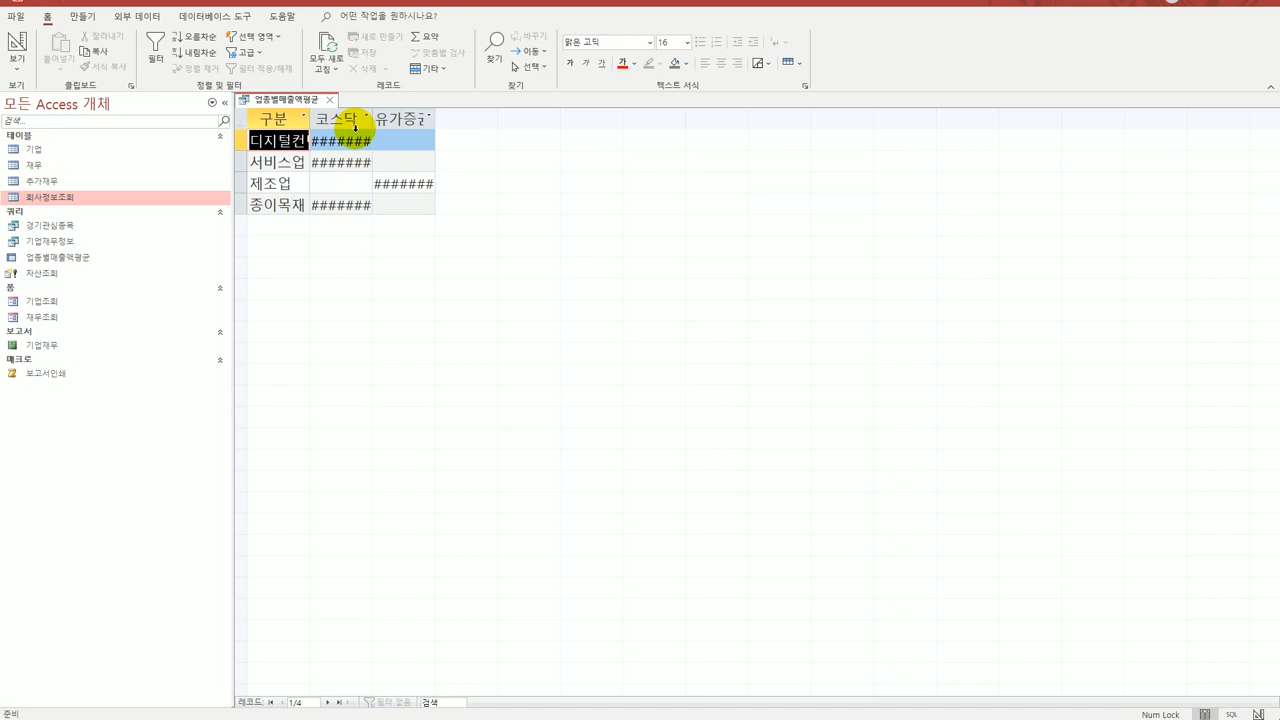 파일 홈 만들기 외부 데이터 데이터베이스 도구 도움말 어떤 작업을 원하시나요?
보기 붙여넣기 잘라내기 복사 서식 복사 필터 오름차순 내림차순 정렬 제거 선택 영역 고급 필터 적용/해제 모두 새로 고침 새로 만들기 저장 삭제 요약 맞춤법 검사 기타 찾기 바꾸기 이동 선택 맑은 고딕 16 가 가 가 가
보기 클립보드 정렬 및 필터 레코드 찾기 텍스트 서식
모든 Access 개체
검색...
테이블
기업
재무
추가재무
회사정보조회
쿼리
경기관심종목
기업재무정보
업종별매출액평균
자산조회
폼
기업조회
재무조회
보고서
기업재무
매크로
보고서인쇄
업종별매출액평균
구분 코스닥
디지털컨 #######
서비스업 #######
제조업 #######
종이목재 #######
레코드: 1/4 필터 없음 검색
준비 Num Lock SQL